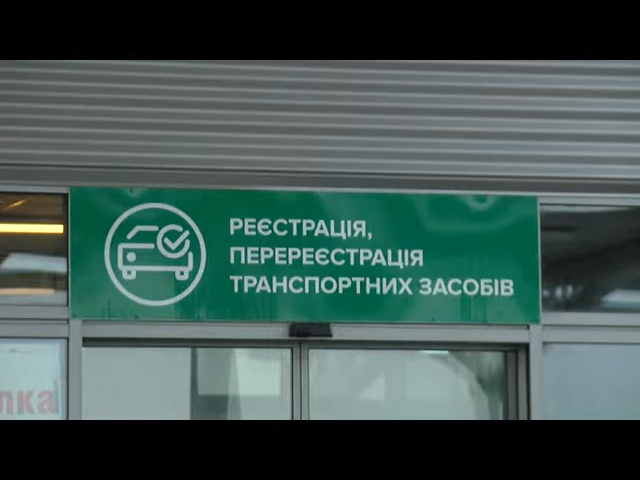 РЕЄСТРАЦІЯ,
ПЕРЕРЕЄСТРАЦІЯ
ТРАНСПОРТНИХ ЗАСОБІВ